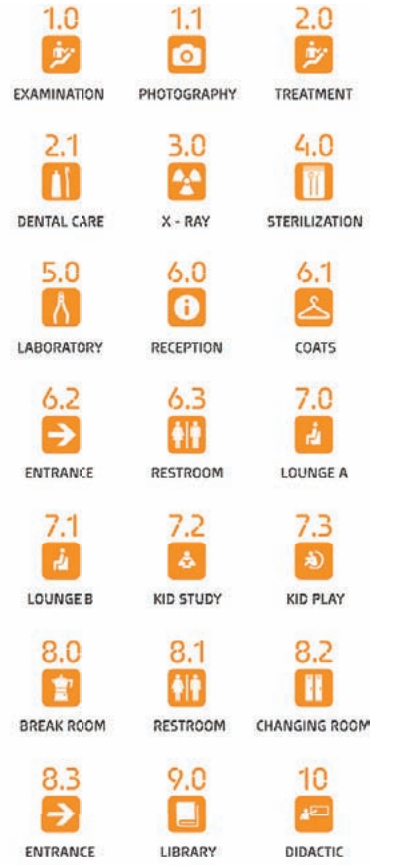 1.0 1.1 2.0
EXAMINATION PHOTOGRAPHY TREATMENT
2.1 3.0 4.0
DENTAL CARE X - RAY STERILIZATION
5.0 6.0 6.1
LABORATORY RECEPTION COATS
6.2 6.3 7.0
ENTRANCE RESTROOM LOUNGE A
7.1 7.2 7.3
LOUNGE B KID STUDY KID PLAY
8.0 8.1 8.2
BREAK ROOM RESTROOM CHANGING ROOM
8.3 9.0 10
ENTRANCE LIBRARY DIDACTIC